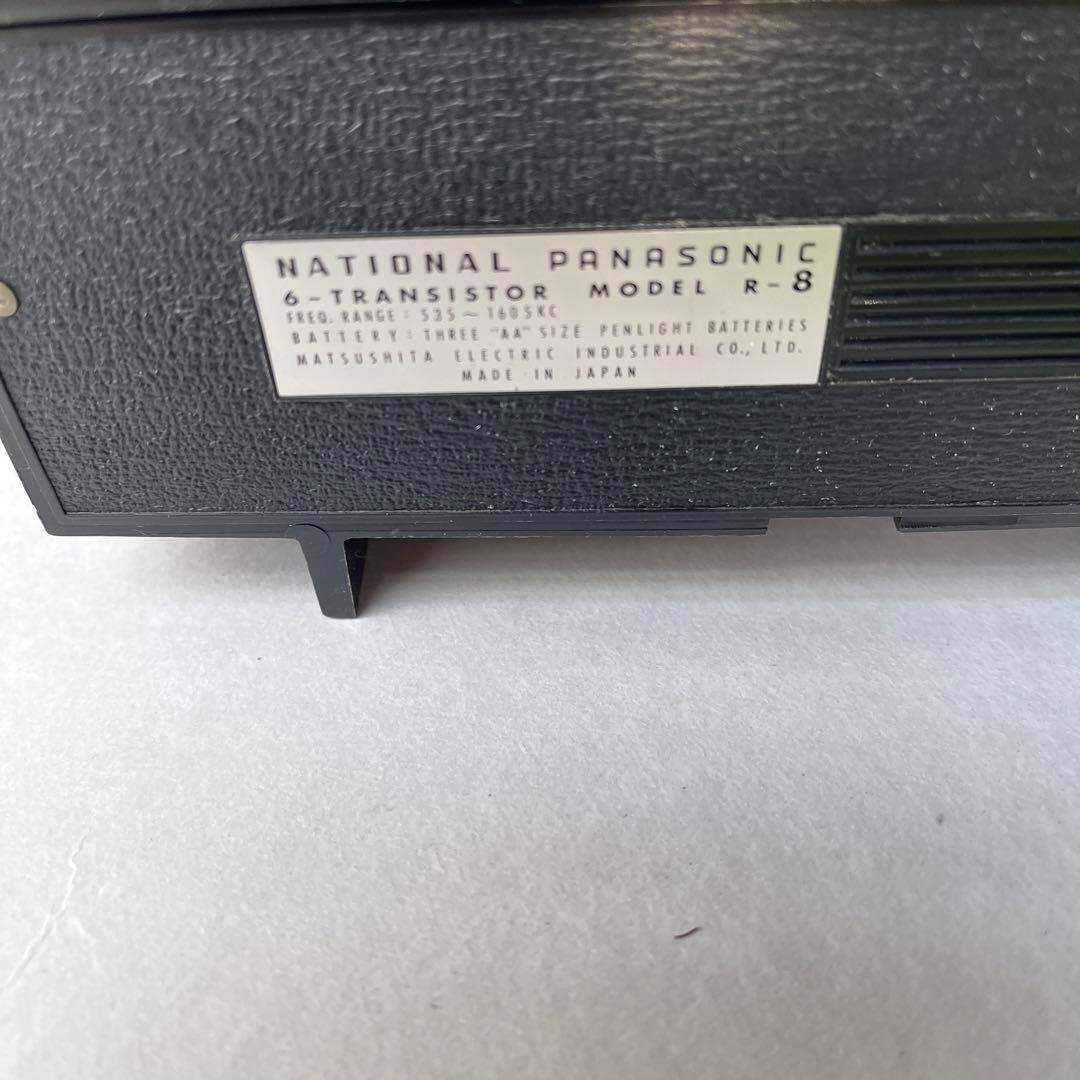 NATIONAL PANASONIC
6-TRANSISTOR MODEL R-8
FREQ. RANGE: 535~1605KC
BATTERY: THREE "AA" SIZE PENLIGHT BATTERIES
MATSUSHITA ELECTRIC INDUSTRIAL CO., LTD.
MADE IN JAPAN